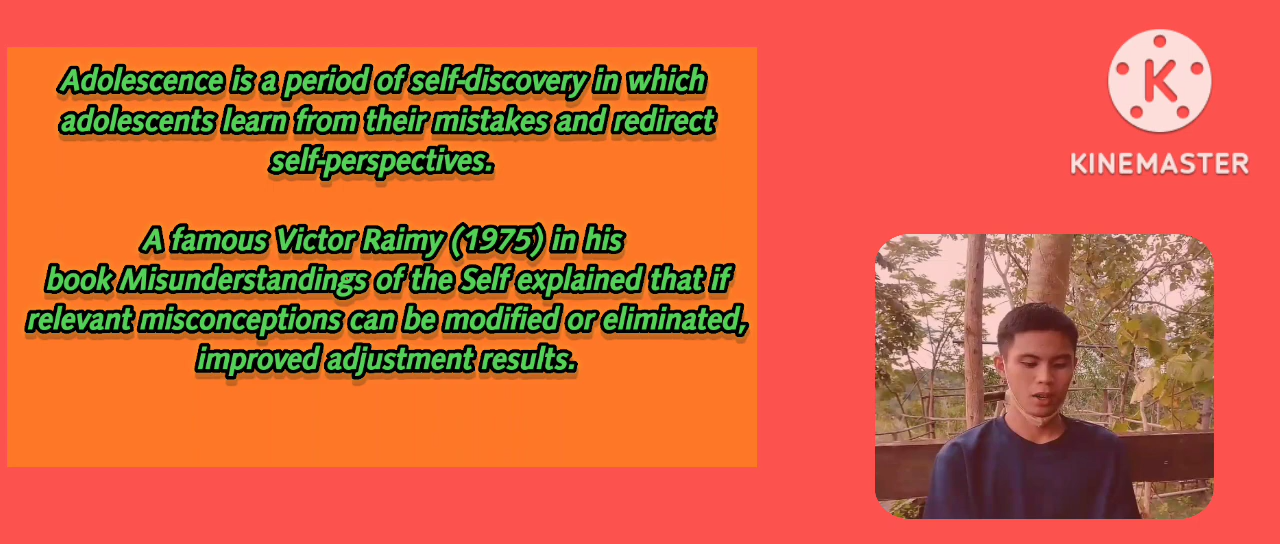 Adolescence is a period of self-discovery in which
adolescents learn from their mistakes and redirect
self-perspectives.
A famous Victor Raimy (1975) in his
book Misunderstandings of the Self explained that if
relevant misconceptions can be modified or eliminated,
improved adjustment results.
K
KINEMASTER